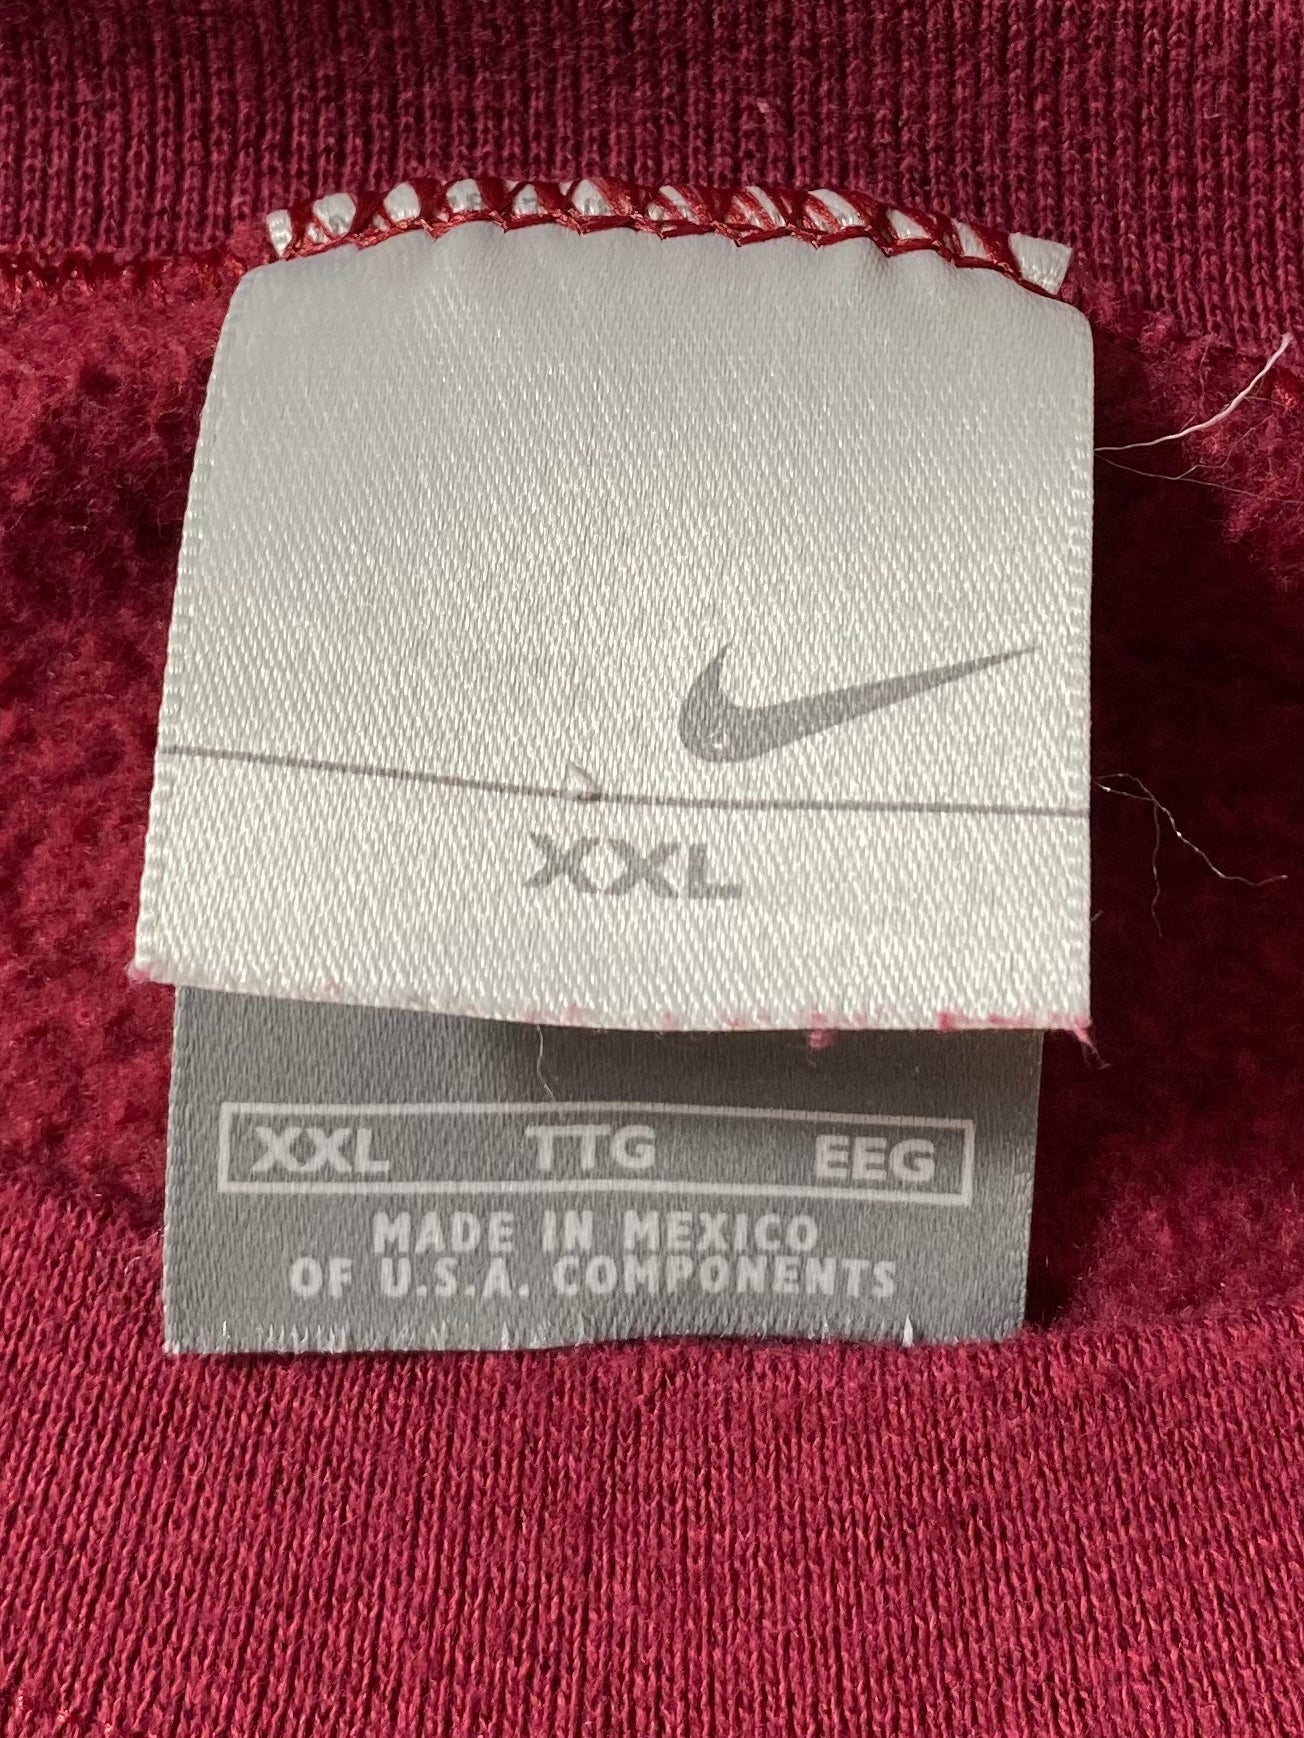 XXL
XXL TTG EEG
MADE IN MEXICO
OF U.S.A. COMPONENTS